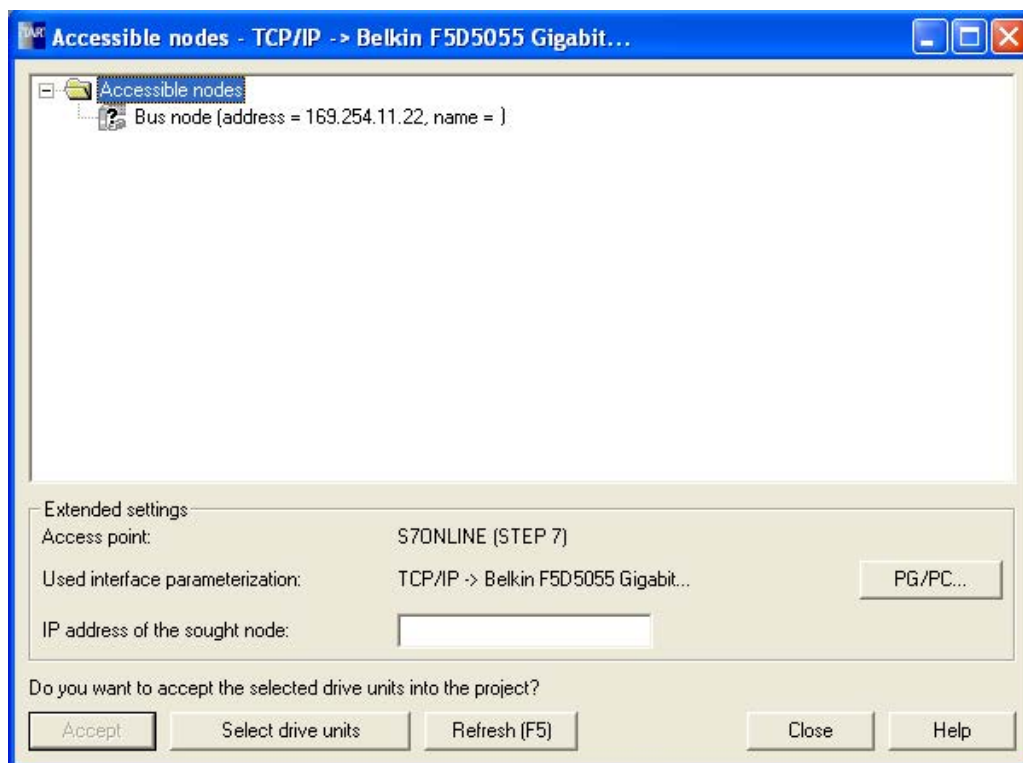 Accessible nodes - TCP/IP -> Belkin F5D5055 Gigabit...
Accessible nodes
Bus node (address = 169.254.11.22, name = )
Extended settings
Access point: S7ONLINE (STEP 7)
Used interface parameterization: TCP/IP -> Belkin F5D5055 Gigabit... PG/PC...
IP address of the sought node:
Do you want to accept the selected drive units into the project?
Accept Select drive units Refresh (F5) Close Help